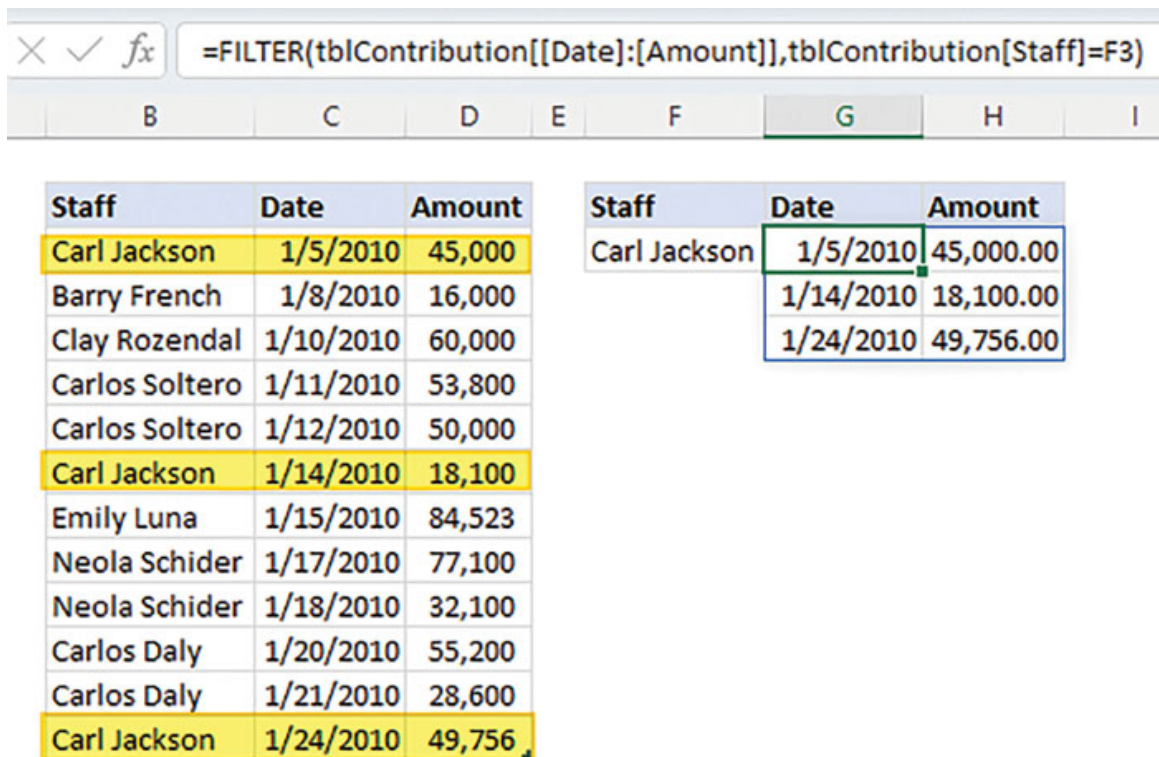 fx =FILTER(tblContribution[[Date]:[Amount]],tblContribution[Staff]=F3)
B C D E F G H I
Staff Date Amount Staff Date Amount
Carl Jackson 1/5/2010 45,000 Carl Jackson 1/5/2010 45,000.00
Barry French 1/8/2010 16,000 1/14/2010 18,100.00
Clay Rozendal 1/10/2010 60,000 1/24/2010 49,756.00
Carlos Soltero 1/11/2010 53,800
Carlos Soltero 1/12/2010 50,000
Carl Jackson 1/14/2010 18,100
Emily Luna 1/15/2010 84,523
Neola Schider 1/17/2010 77,100
Neola Schider 1/18/2010 32,100
Carlos Daly 1/20/2010 55,200
Carlos Daly 1/21/2010 28,600
Carl Jackson 1/24/2010 49,756